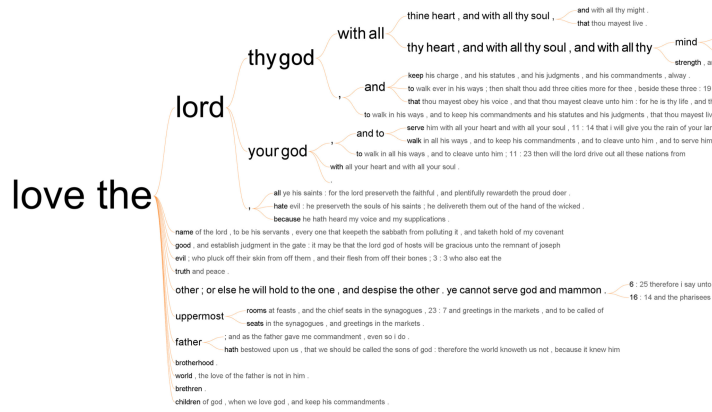 love the
lord
thy god
with all
thine heart , and with all thy soul ,
and with all thy might .
that thou mayest live .
thy heart , and with all thy soul , and with all thy
mind
strength ,
,
and
keep his charge , and his statutes , and his judgments , and his commandments , alway .
to walk ever in his ways ; then shalt thou add three cities more for thee , beside these three : 19
that thou mayest obey his voice , and that thou mayest cleave unto him : for he is thy life , and
to walk in his ways , and to keep his commandments and his statutes and his judgments , that thou mayest
your god
,
and to
serve him with all your heart and with all your soul , 11 : 14 that i will give you the rain of your
walk in all his ways , and to keep his commandments , and to cleave unto him , and to serve him
to walk in all his ways , and to cleave unto him ; 11 : 23 then will the lord drive out all these nations from
with all your heart and with all your soul .
.
,
all ye his saints : for the lord preserveth the faithful , and plentifully rewardeth the proud doer .
hate evil : he preserveth the souls of his saints ; he delivereth them out of the hand of the wicked .
because he hath heard my voice and my supplications .
name of the lord , to be his servants , every one that keepeth the sabbath from polluting it , and taketh hold of my covenant
good , and establish judgment in the gate : it may be that the lord god of hosts will be gracious unto the remnant of joseph
evil ; who pluck off their skin from off them , and their flesh from off their bones ; 3 : 3 who also eat the
truth and peace .
other ; or else he will hold to the one , and despise the other . ye cannot serve god and mammon .
6 : 25 therefore i say unto
16 : 14 and the pharisees
uppermost
rooms at feasts , and the chief seats in the synagogues , 23 : 7 and greetings in the markets , and to be called of
seats in the synagogues , and greetings in the markets .
father
; and as the father gave me commandment , even so i do .
hath bestowed upon us , that we should be called the sons of god : therefore the world knoweth us not , because it knew him
brotherhood .
world , the love of the father is not in him .
brethren .
children of god , when we love god , and keep his commandments .